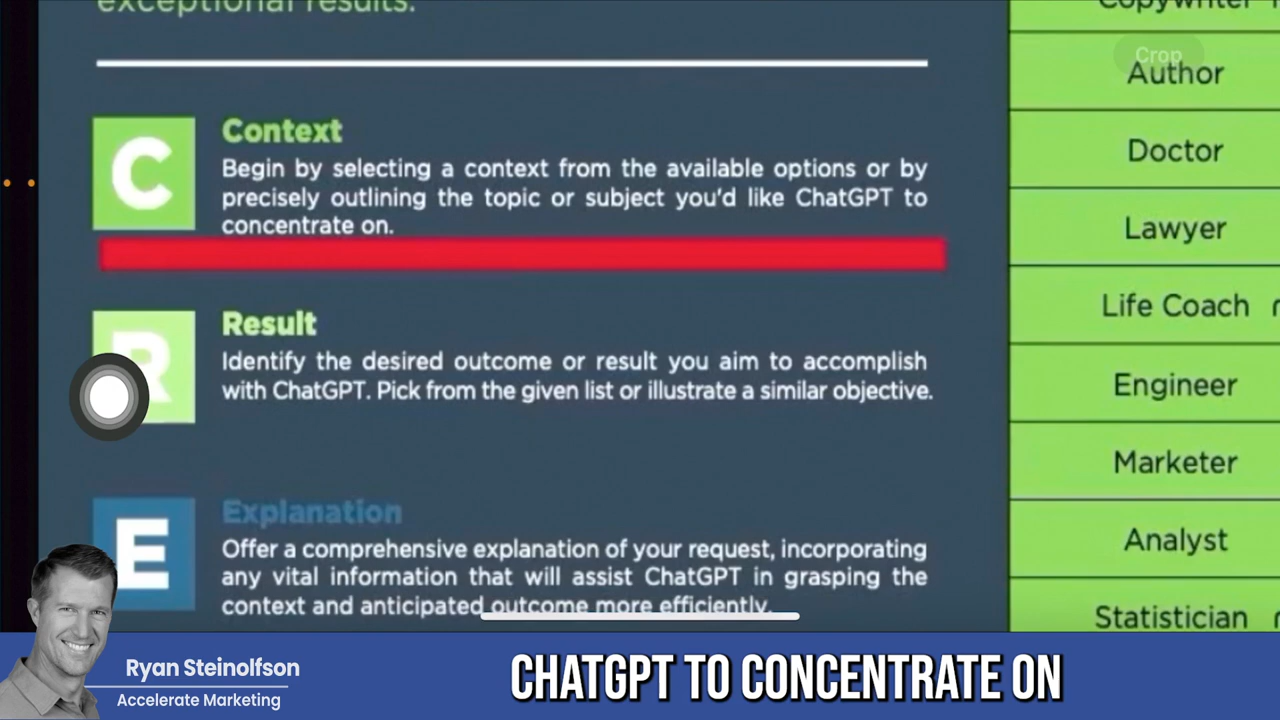 exceptional results.
C
Context
Begin by selecting a context from the available options or by
precisely outlining the topic or subject you'd like ChatGPT to
concentrate on.
R
Result
Identify the desired outcome or result you aim to accomplish
with ChatGPT. Pick from the given list or illustrate a similar objective.
E
Explanation
Offer a comprehensive explanation of your request, incorporating
any vital information that will assist ChatGPT in grasping the
context and anticipated outcome more efficiently.
Copywriter
Crop
Author
Doctor
Lawyer
Life Coach
Engineer
Marketer
Analyst
Statistician
Ryan Steinolfson
Accelerate Marketing
CHATGPT TO CONCENTRATE ON